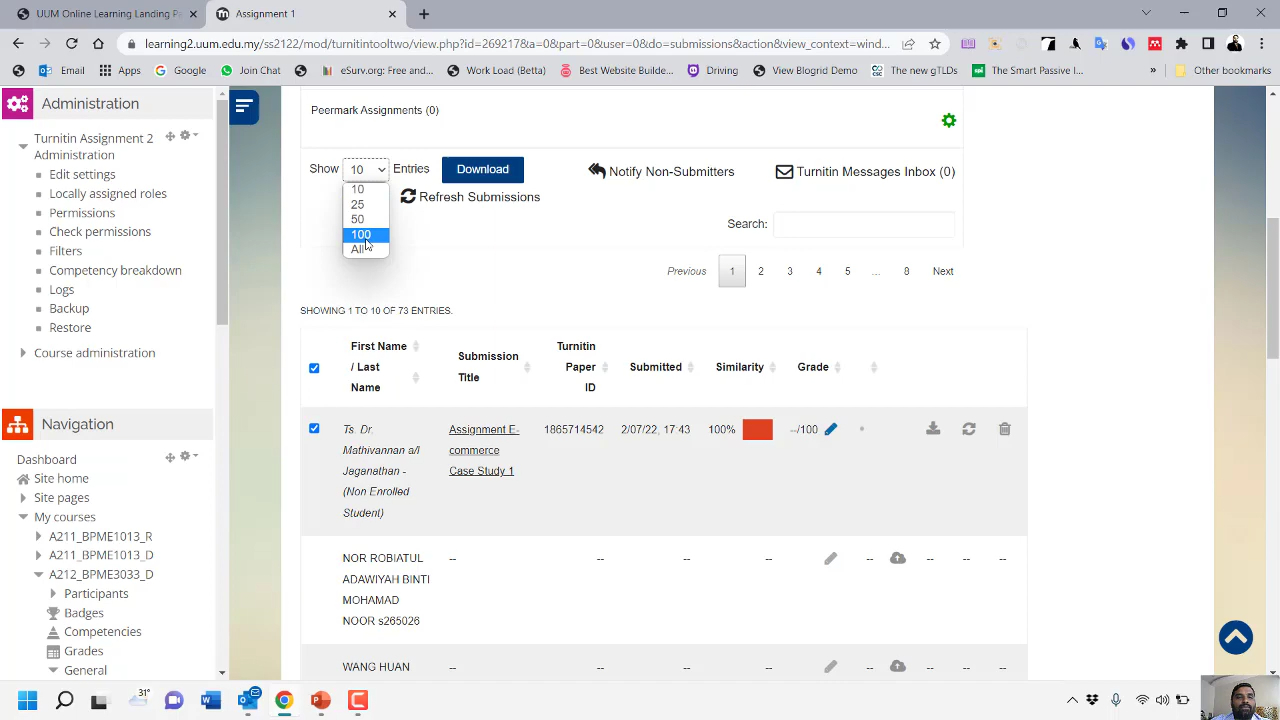 UUM Online Learning Landing P
Assignment 1
learning2.uum.edu.my/ss2122/mod/turnitintooltwo/view.php?id=269217&a=0&part=0&user=0&do=submissions&action&view_context=wind...
Email
Apps
Google
Join Chat
eSurv.org: Free and...
Work Load (Betta)
Best Website Builde...
Driving
View Blogrid Demo
The new gTLDs
The Smart Passive I...
»
Other bookmarks
Administration
Turnitin Assignment 2
Administration
Edit settings
Locally assigned roles
Permissions
Check permissions
Filters
Competency breakdown
Logs
Backup
Restore
Course administration
Navigation
Dashboard
Site home
Site pages
My courses
A211_BPME1013_R
A211_BPME1013_D
A212_BPME3033_D
Participants
Badges
Competencies
Grades
General
Peermark Assignments (0)
Show 10 Entries
Download
Notify Non-Submitters
Turnitin Messages Inbox (0)
10
25
50
100
All
Refresh Submissions
Search:
Previous 1 2 3 4 5 ... 8 Next
SHOWING 1 TO 10 OF 73 ENTRIES.
First Name
/ Last
Name
Submission
Title
Turnitin
Paper
ID
Submitted
Similarity
Grade
Ts. Dr.
Mathivannan a/l
Jaganathan -
(Non Enrolled
Student)
Assignment E-
commerce
Case Study 1
1865714542
2/07/22, 17:43
100%
--/100
NOR ROBIATUL
ADAWIYAH BINTI
MOHAMAD
NOOR s265026
-- -- -- -- -- -- -- --
WANG HUAN
-- -- -- -- -- -- -- --
31°